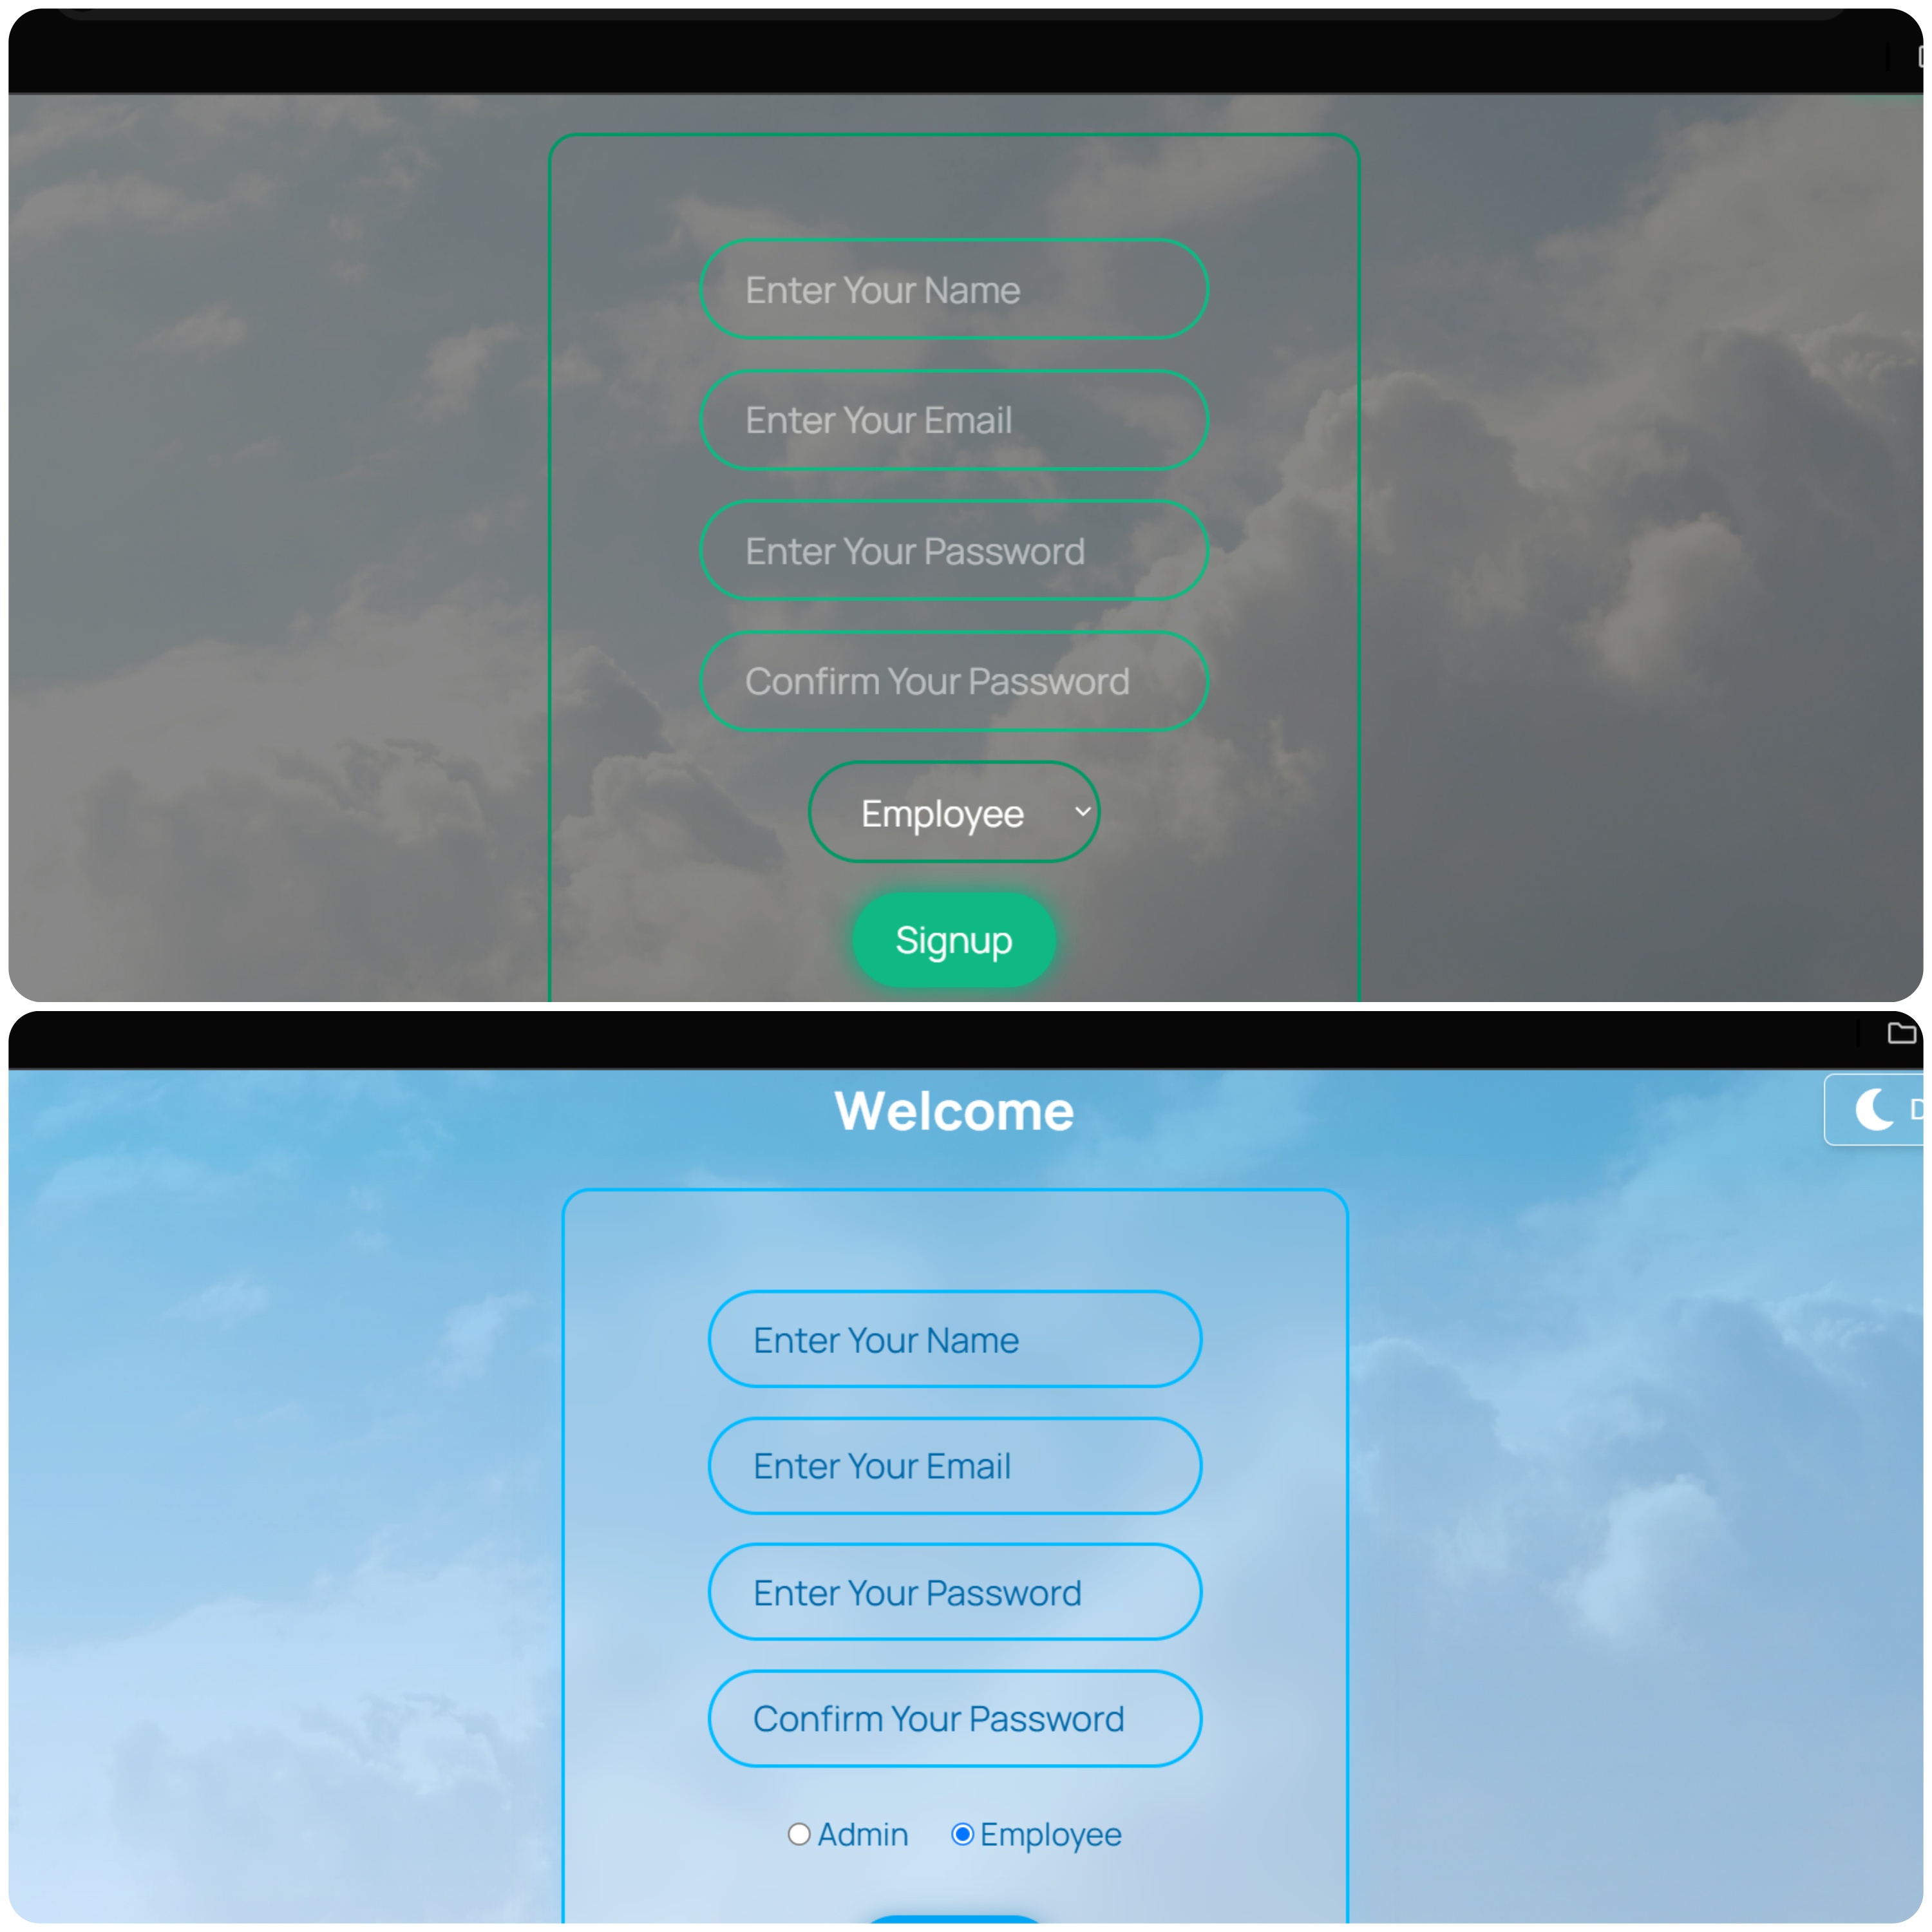 Enter Your Name
Enter Your Email
Enter Your Password
Confirm Your Password
Employee
Signup
Welcome
D
Enter Your Name
Enter Your Email
Enter Your Password
Confirm Your Password
Admin Employee